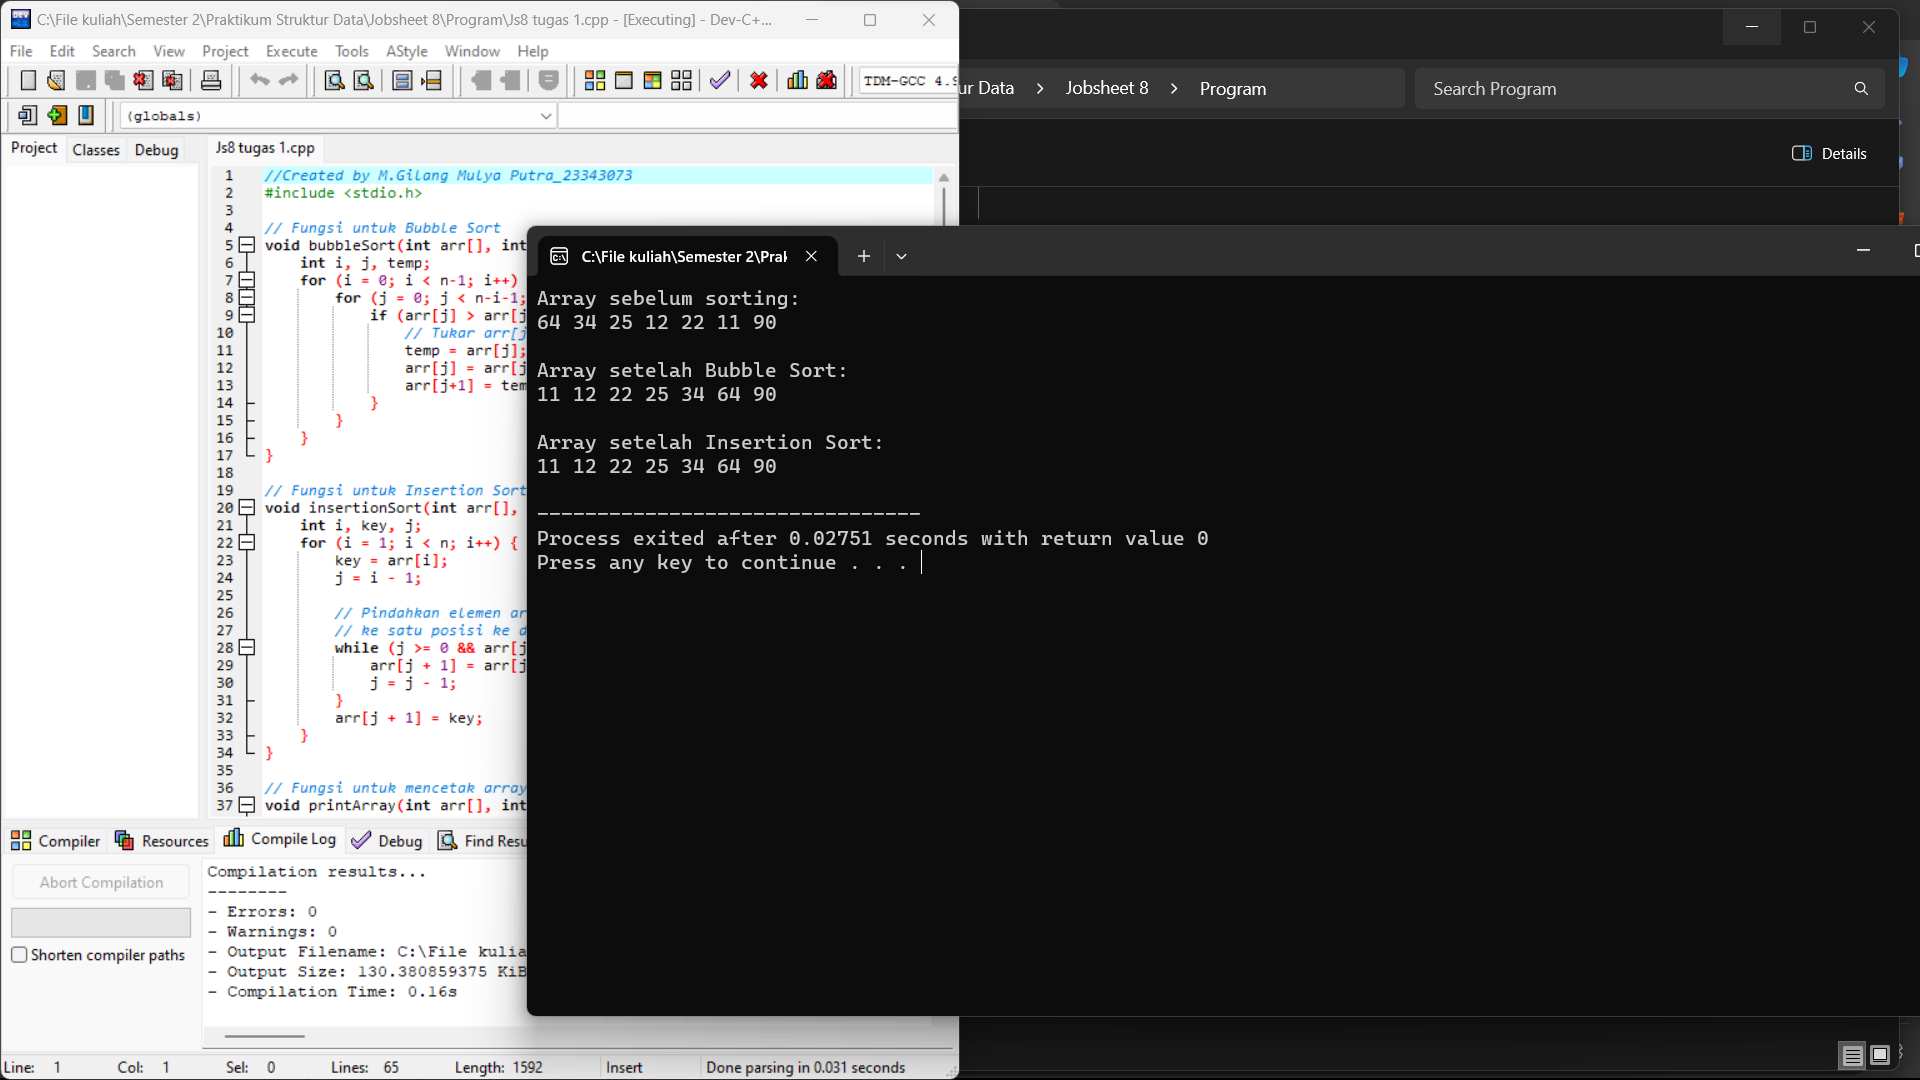 C:\File kuliah\Semester 2\Praktikum Struktur Data\Jobsheet 8\Program\Js8 tugas 1.cpp - [Executing] - Dev-C+...
File Edit Search View Project Execute Tools AStyle Window Help
TDM-GCC 4.9
(globals)
Project Classes Debug
Js8 tugas 1.cpp
1 //Created by M.Gilang Mulya Putra_23343073
2 #include <stdio.h>
3
4 // Fungsi untuk Bubble Sort
5 void bubbleSort(int arr[], int
6 int i, j, temp;
7 for (i = 0; i < n-1; i++)
8 for (j = 0; j < n-i-1;
9 if (arr[j] > arr[j
10 // Tukar arr[j
11 temp = arr[j];
12 arr[j] = arr[j
13 arr[j+1] = tem
14 }
15 }
16 }
17 }
18
19 // Fungsi untuk Insertion Sort
20 void insertionSort(int arr[],
21 int i, key, j;
22 for (i = 1; i < n; i++) {
23 key = arr[i];
24 j = i - 1;
25
26 // Pindahkan elemen ar
27 // ke satu posisi ke d
28 while (j >= 0 && arr[j
29 arr[j + 1] = arr[j
30 j = j - 1;
31 }
32 arr[j + 1] = key;
33 }
34 }
35
36 // Fungsi untuk mencetak array
37 void printArray(int arr[], int
Compiler Resources Compile Log Debug Find Resu
Abort Compilation
Shorten compiler paths
Compilation results...
--------
- Errors: 0
- Warnings: 0
- Output Filename: C:\File kulia
- Output Size: 130.380859375 KiB
- Compilation Time: 0.16s
Line: 1 Col: 1 Sel: 0 Lines: 65 Length: 1592 Insert Done parsing in 0.031 seconds
ur Data > Jobsheet 8 > Program
Search Program
Details
C:\File kuliah\Semester 2\Prak
Array sebelum sorting:
64 34 25 12 22 11 90
Array setelah Bubble Sort:
11 12 22 25 34 64 90
Array setelah Insertion Sort:
11 12 22 25 34 64 90
--------------------------------
Process exited after 0.02751 seconds with return value 0
Press any key to continue . . .